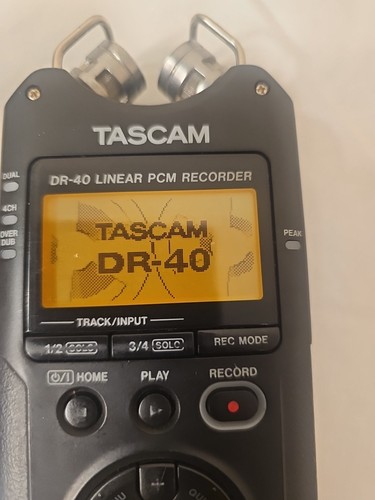 TASCAM
DR-40 LINEAR PCM RECORDER
DUAL
4CH
OVER
DUB
TASCAM
DR-40
PEAK
TRACK/INPUT
1/2 SOLO
3/4 SOLO
REC MODE
⏻/I HOME
PLAY
RECORD